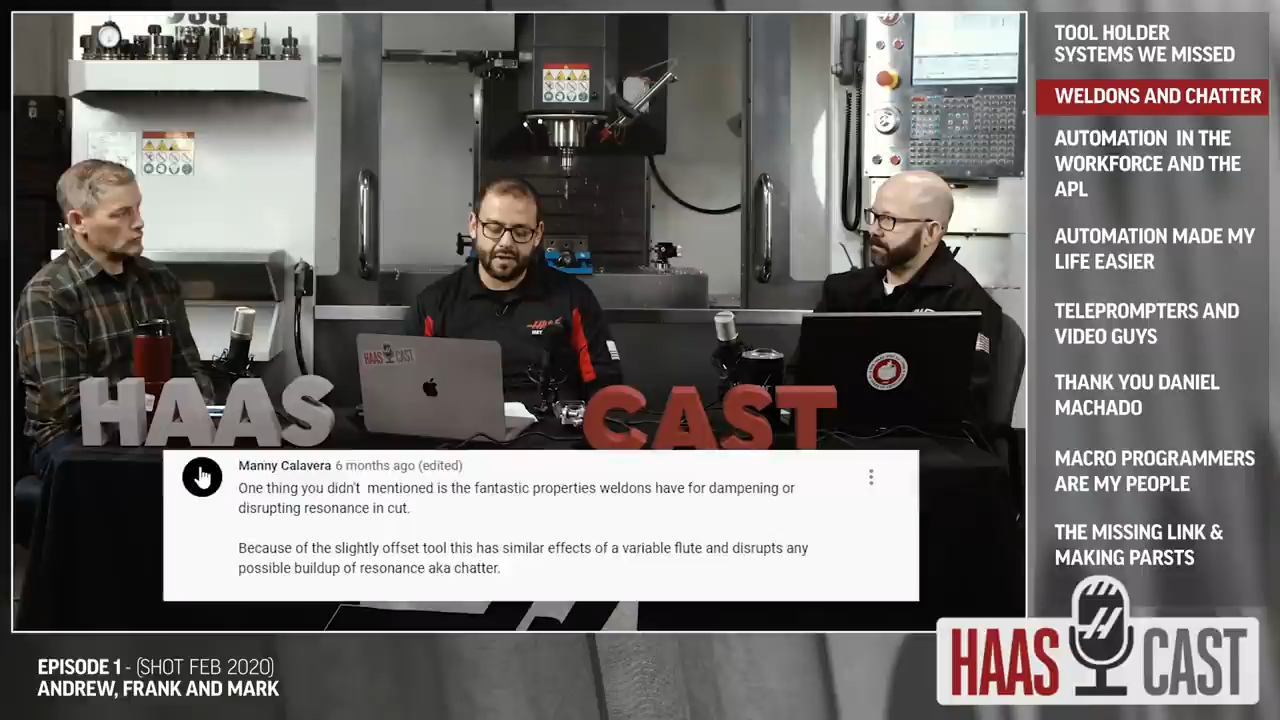 TOOL HOLDER
SYSTEMS WE MISSED
WELDONS AND CHATTER
AUTOMATION IN THE
WORKFORCE AND THE
APL
AUTOMATION MADE MY
LIFE EASIER
TELEPROMPTERS AND
VIDEO GUYS
THANK YOU DANIEL
MACHADO
MACRO PROGRAMMERS
ARE MY PEOPLE
THE MISSING LINK &
MAKING PARSTS
HAAS CAST
HAAS CAST
Manny Calavera 6 months ago (edited)
One thing you didn't mentioned is the fantastic properties weldons have for dampening or
disrupting resonance in cut.
Because of the slightly offset tool this has similar effects of a variable flute and disrupts any
possible buildup of resonance aka chatter.
EPISODE 1 - (SHOT FEB 2020)
ANDREW, FRANK AND MARK
HAAS CAST